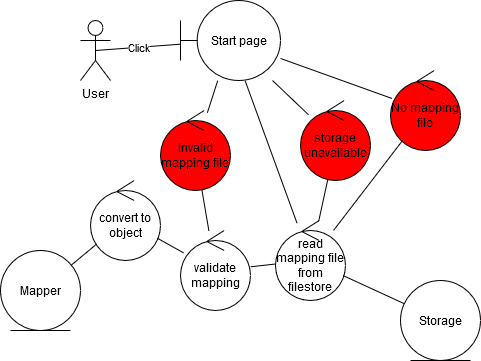 Start page
Click
User
No mapping
file
Invalid
mapping file
storage
unavailable
convert to
object
read
mapping file
from
filestore
validate
mapping
Mapper
Storage